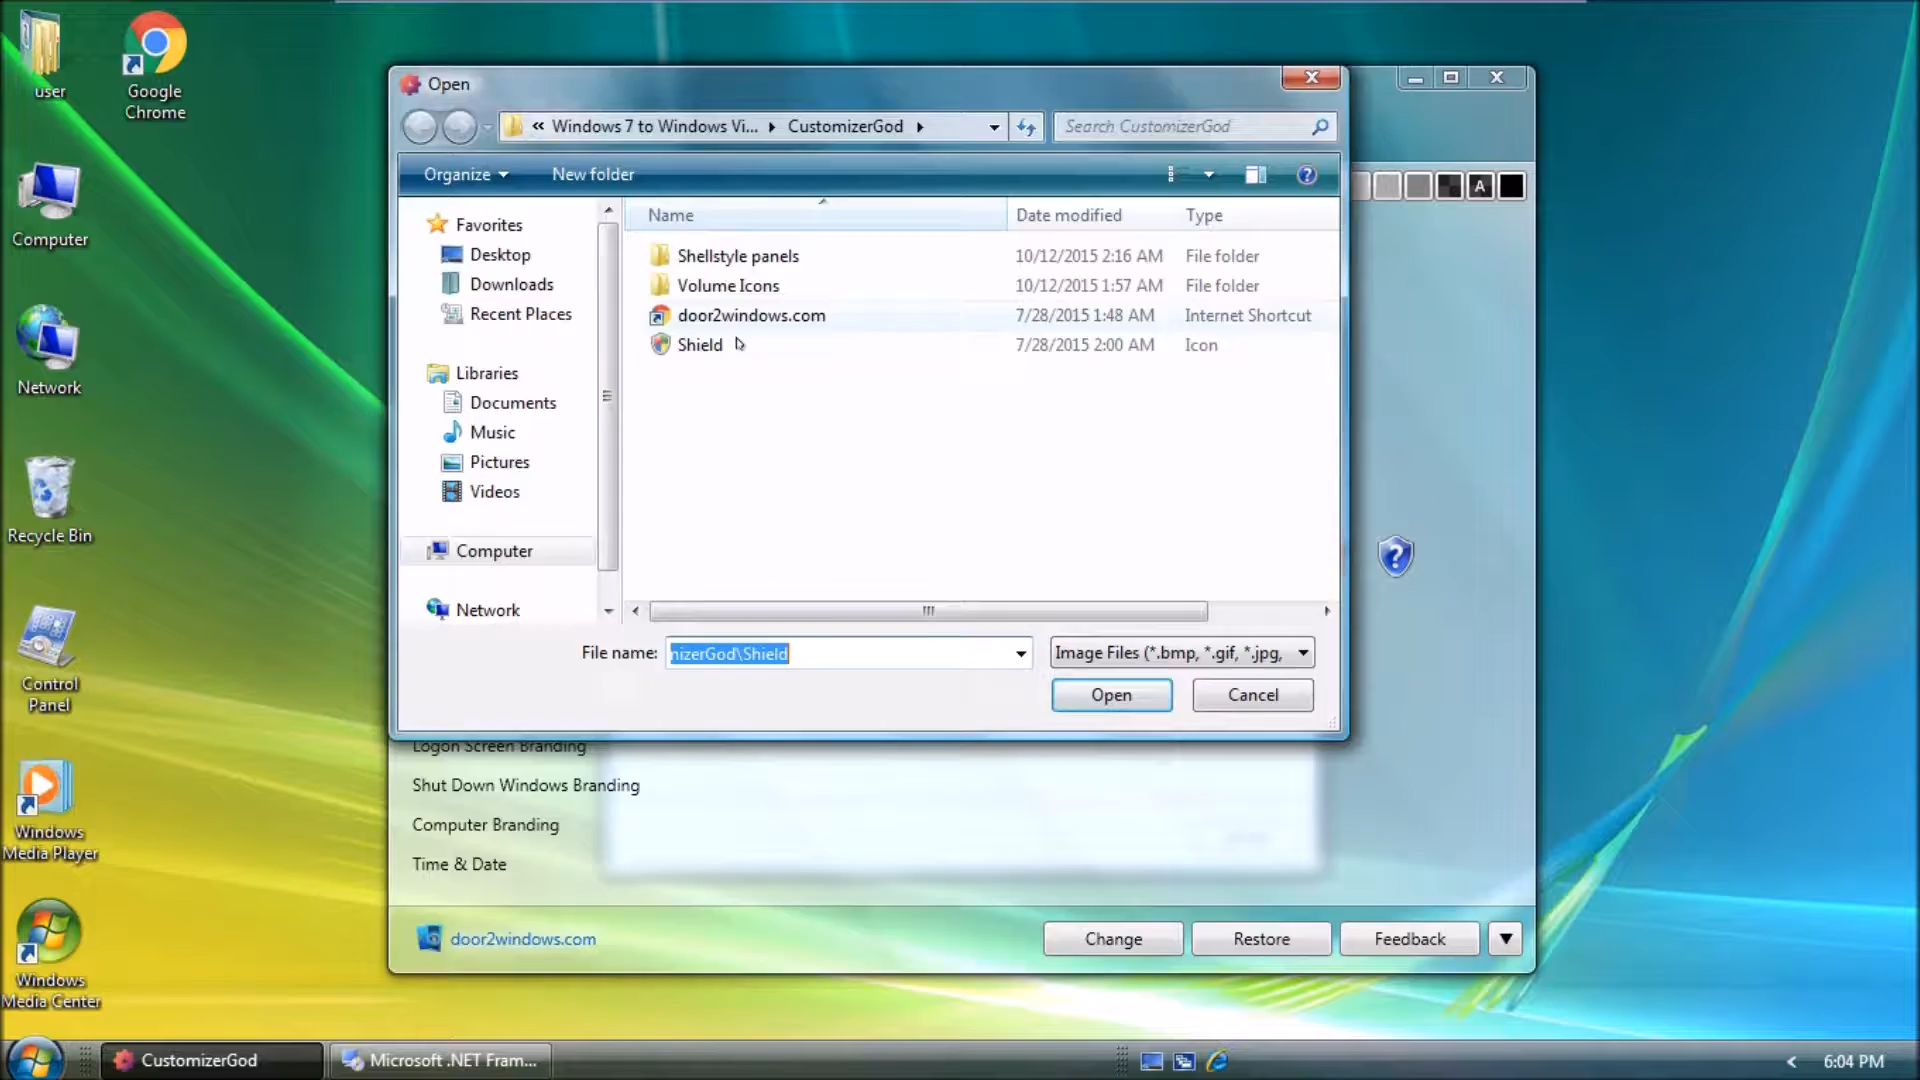 user
Google
Chrome
Computer
Network
Recycle Bin
Control
Panel
Windows
Media Player
Windows
Media Center
Open
« Windows 7 to Windows Vi... CustomizerGod
Search CustomizerGod
Organize
New folder
Favorites
Desktop
Downloads
Recent Places
Libraries
Documents
Music
Pictures
Videos
Computer
Network
Name Date modified Type
Shellstyle panels 10/12/2015 2:16 AM File folder
Volume Icons 10/12/2015 1:57 AM File folder
door2windows.com 7/28/2015 1:48 AM Internet Shortcut
Shield 7/28/2015 2:00 AM Icon
File name: nizerGod\Shield Image Files (*.bmp, *.gif, *.jpg,
Open Cancel
A
Logon Screen Branding
Shut Down Windows Branding
Computer Branding
Time & Date
door2windows.com
Change Restore Feedback
CustomizerGod Microsoft .NET Fram... 6:04 PM